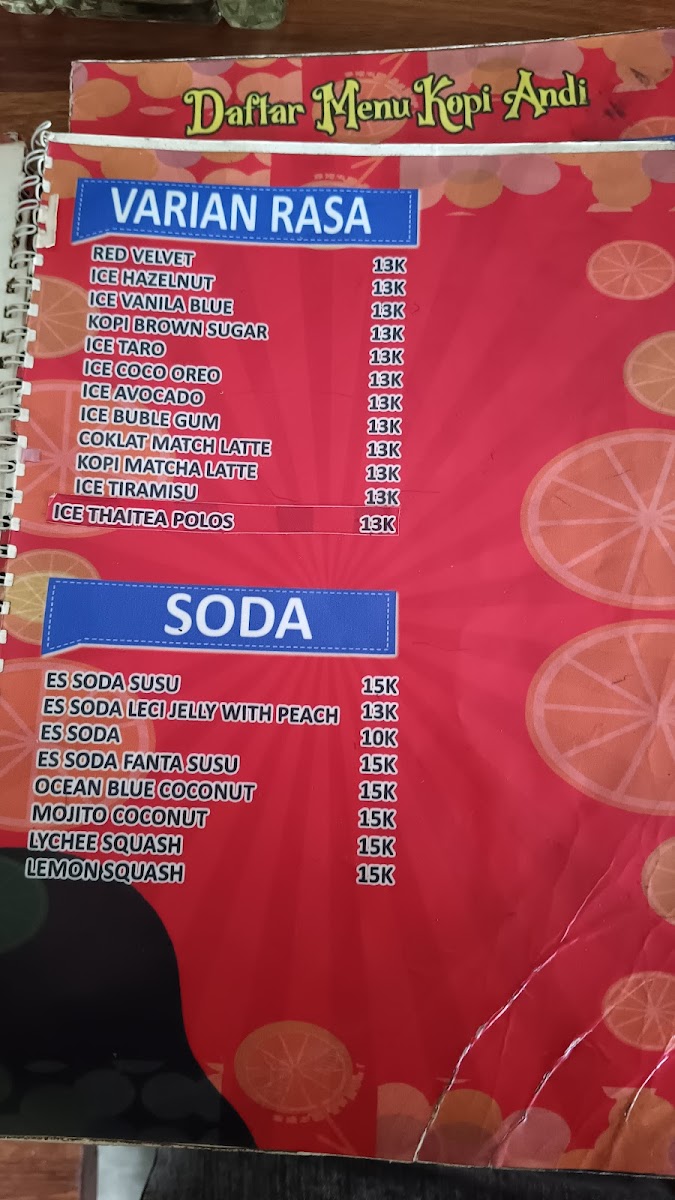 Daftar Menu Kopi Andi
VARIAN RASA
RED VELVET 13K
ICE HAZELNUT 13K
ICE VANILA BLUE 13K
KOPI BROWN SUGAR 13K
ICE TARO 13K
ICE COCO OREO 13K
ICE AVOCADO 13K
ICE BUBLE GUM 13K
COKLAT MATCH LATTE 13K
KOPI MATCHA LATTE 13K
ICE TIRAMISU 13K
ICE THAITEA POLOS 13K
SODA
ES SODA SUSU 15K
ES SODA LECI JELLY WITH PEACH 13K
ES SODA 10K
ES SODA FANTA SUSU 15K
OCEAN BLUE COCONUT 15K
MOJITO COCONUT 15K
LYCHEE SQUASH 15K
LEMON SQUASH 15K